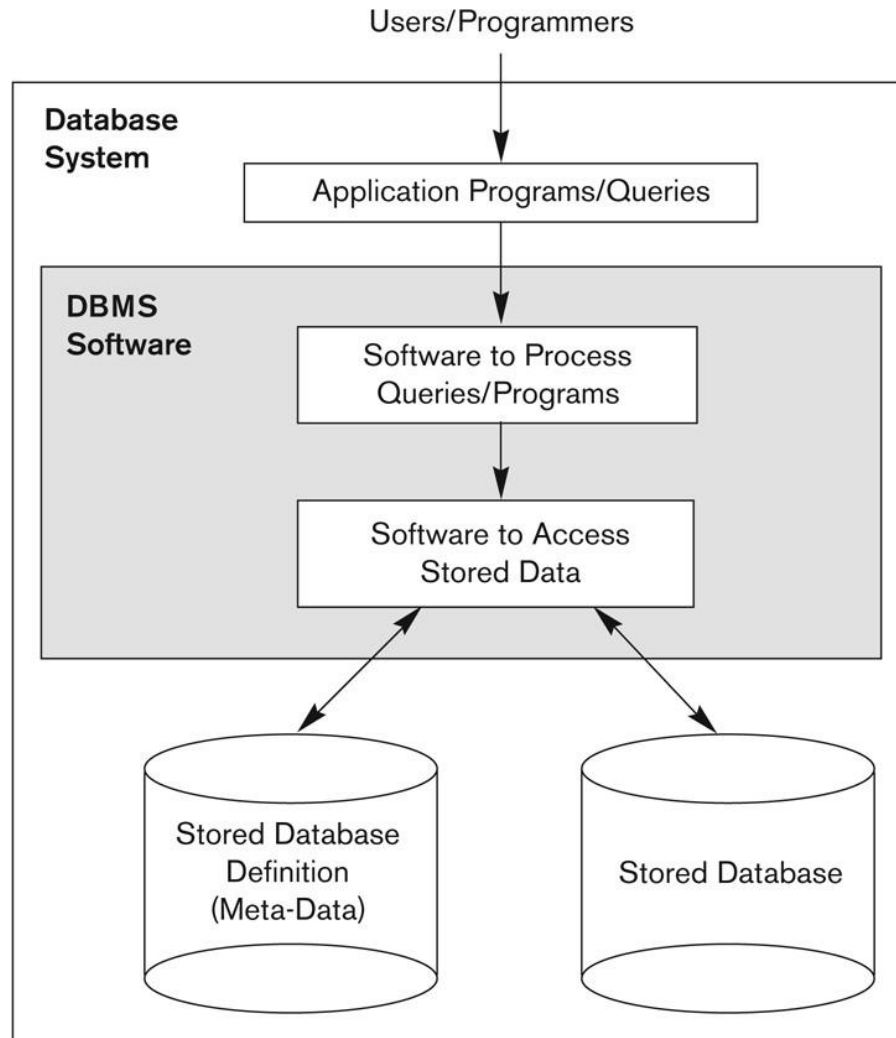 Users/Programmers
Database
System
Application Programs/Queries
DBMS
Software
Software to Process
Queries/Programs
Software to Access
Stored Data
Stored Database
Definition
(Meta-Data)
Stored Database